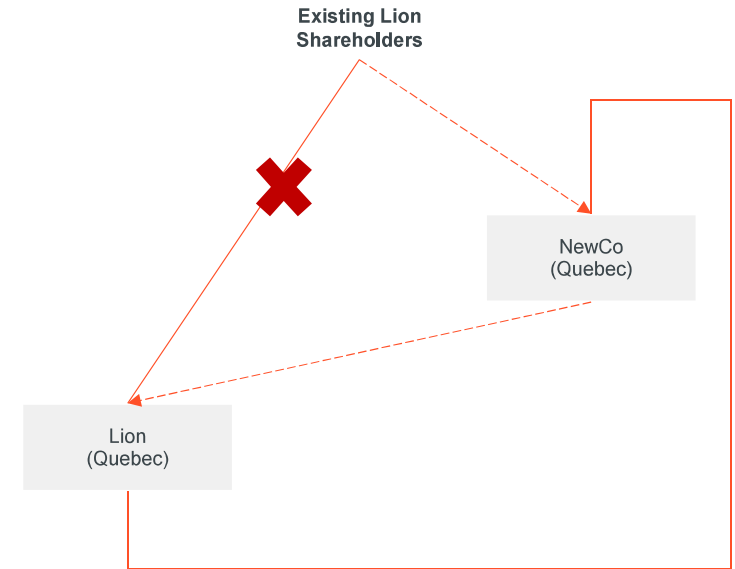 Existing Lion
Shareholders
NewCo
(Quebec)
Lion
(Quebec)